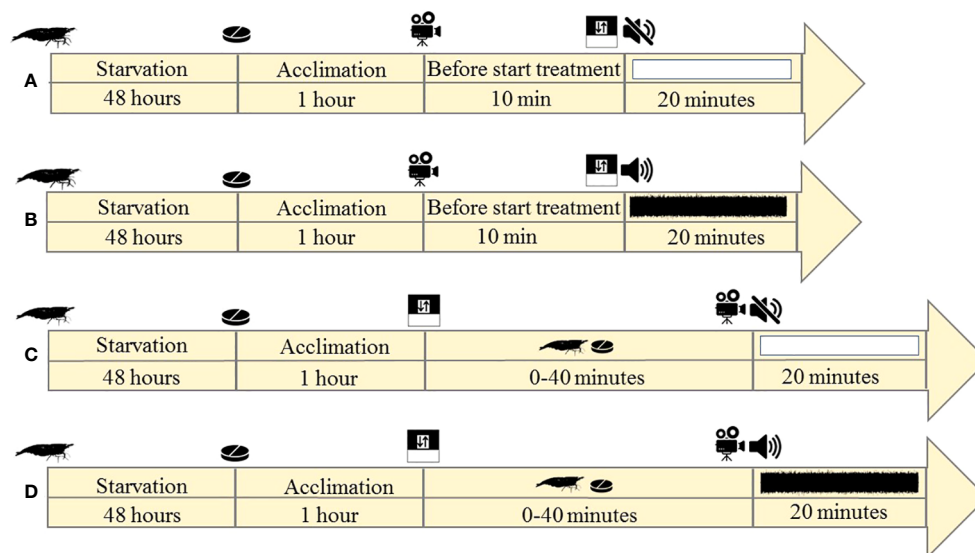 A
Starvation Acclimation Before start treatment
48 hours 1 hour 10 min 20 minutes
B
Starvation Acclimation Before start treatment
48 hours 1 hour 10 min 20 minutes
C
Starvation Acclimation
48 hours 1 hour 0-40 minutes 20 minutes
D
Starvation Acclimation
48 hours 1 hour 0-40 minutes 20 minutes